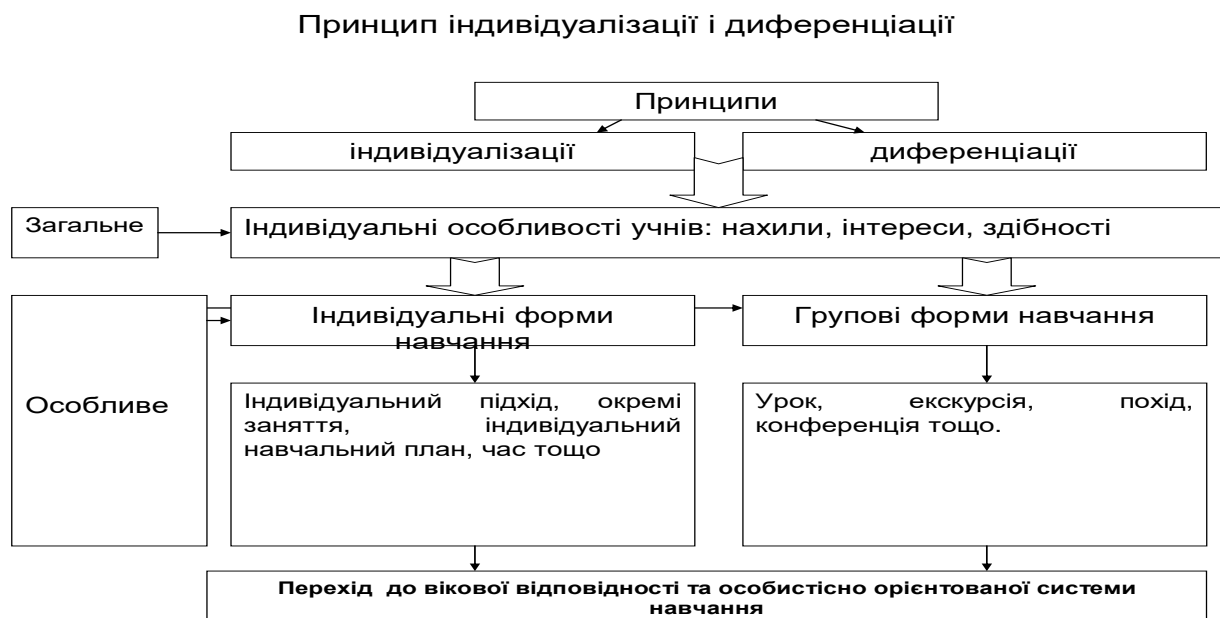 Принцип індивідуалізації і диференціації
Принципи
індивідуалізації
диференціації
Загальне
Індивідуальні особливості учнів: нахили, інтереси, здібності
Особливе
Індивідуальні форми
навчання
Групові форми навчання
Індивідуальний підхід, окремі
заняття, індивідуальний
навчальний план, час тощо
Урок, екскурсія, похід,
конференція тощо.
Перехід до вікової відповідності та особистісно орієнтованої системи
навчання